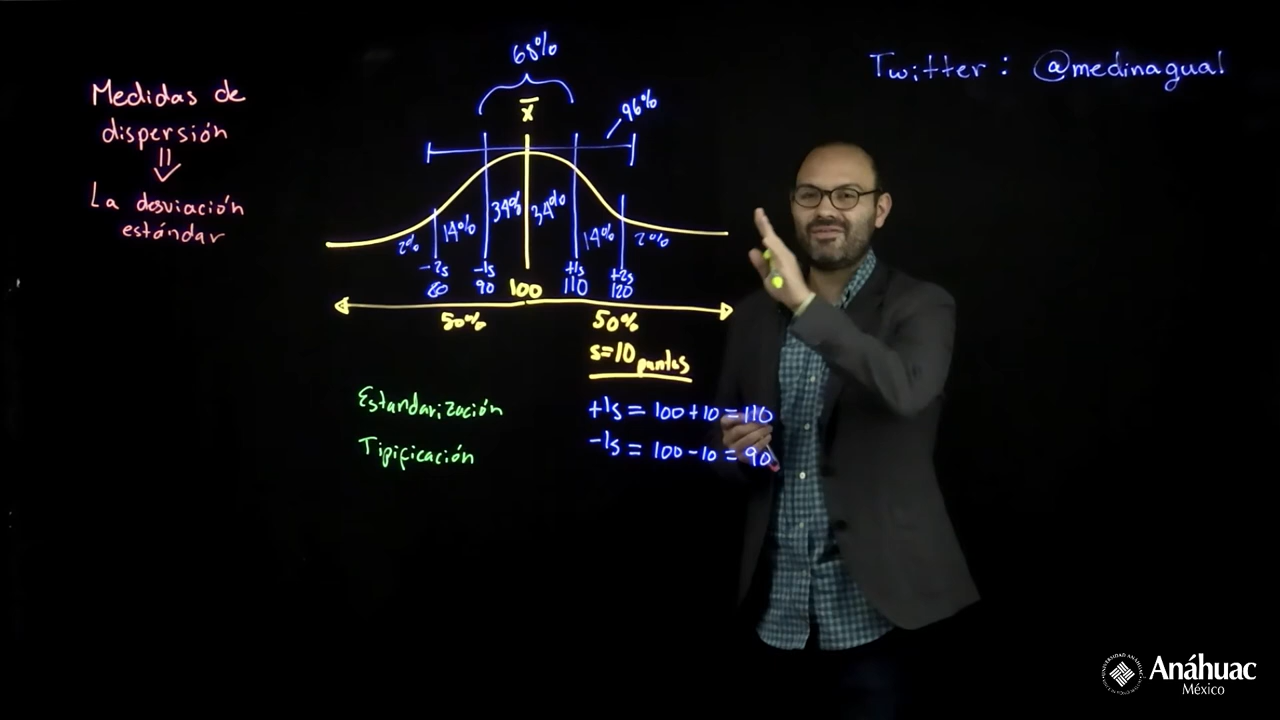 Medidas de
dispersión
La desviación
estándar
68%
x̄
96%
Twitter: @medinagual
2% 14% 34% 34% 14% 2%
-2s -1s +1s +2s
80 90 100 110 120
50% 50%
s=10 puntos
Estandarización
Tipificación
+1s = 100+10 = 110
-1s = 100-10 = 90
Anáhuac
México